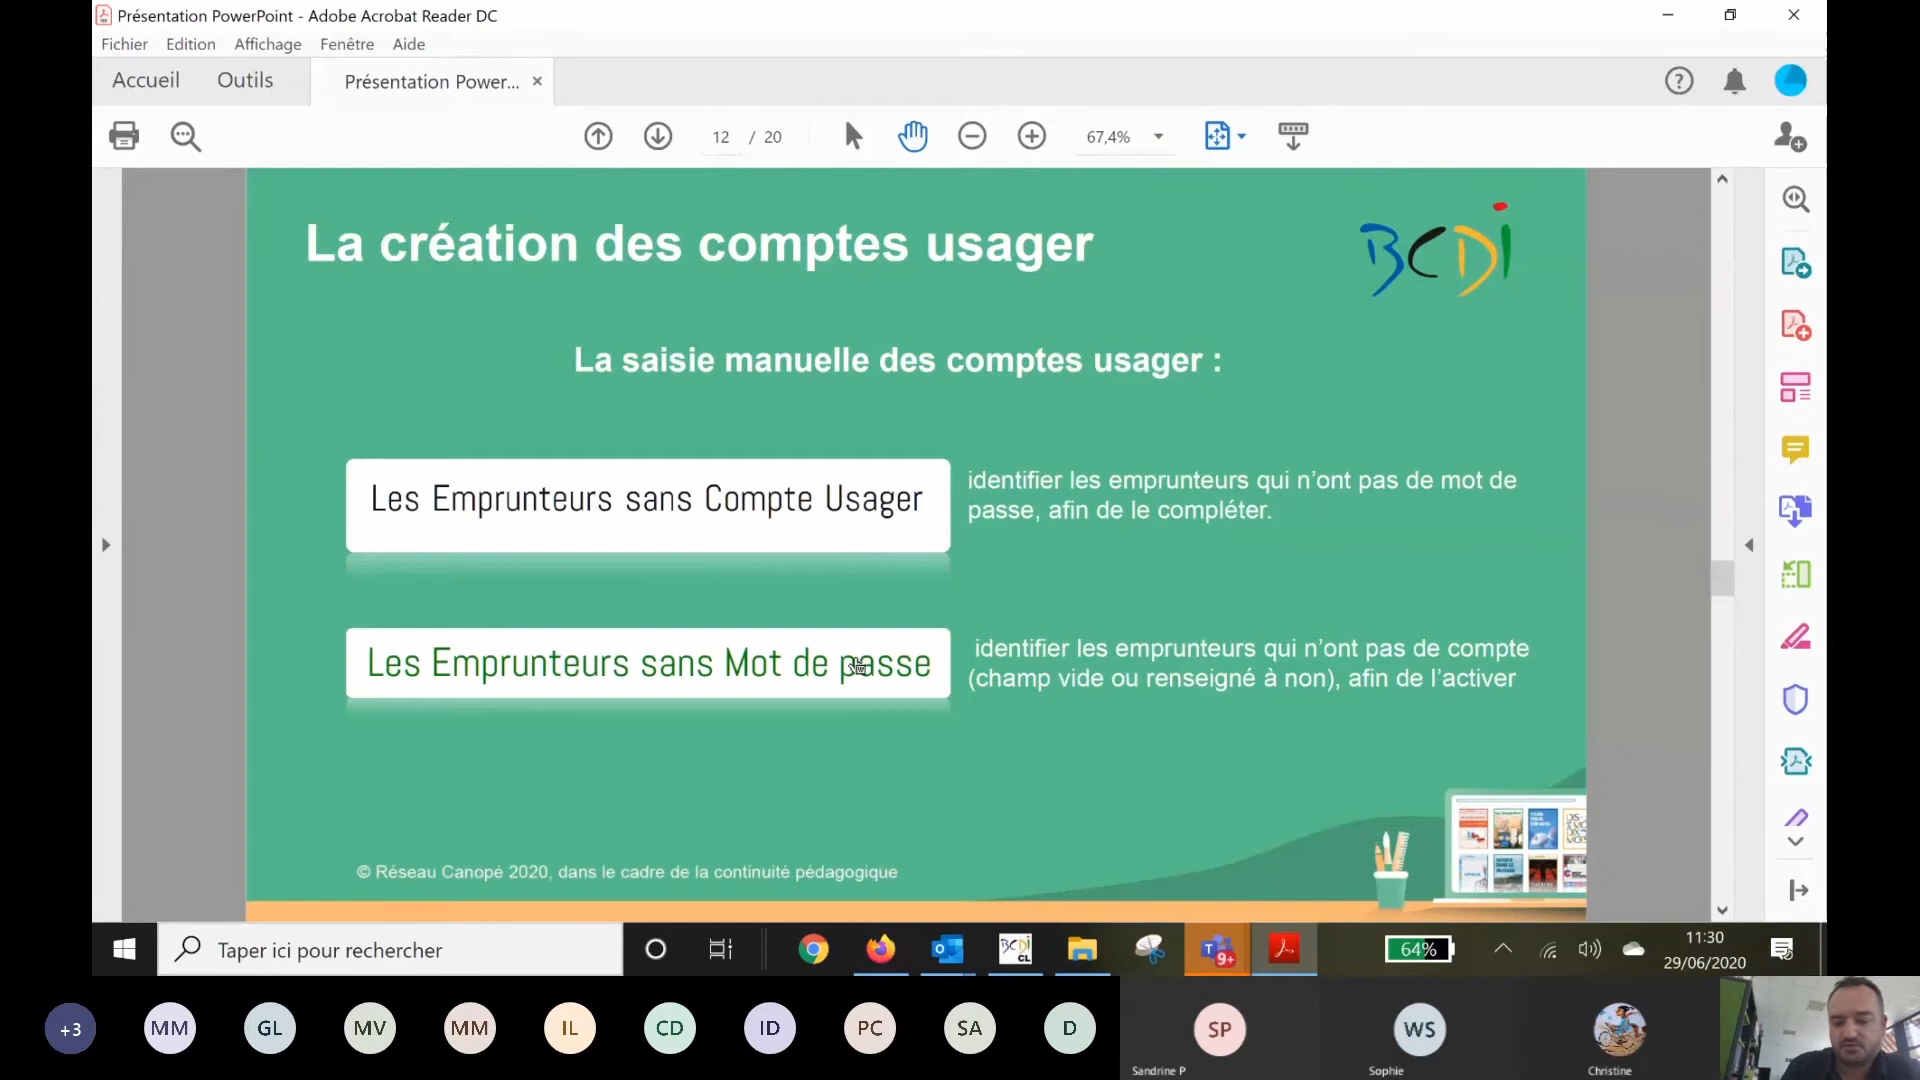 Présentation PowerPoint - Adobe Acrobat Reader DC
Fichier Edition Affichage Fenêtre Aide
Accueil Outils Présentation Power... ×
12 / 20 67,4%
La création des comptes usager
BCDI
La saisie manuelle des comptes usager :
Les Emprunteurs sans Compte Usager
identifier les emprunteurs qui n’ont pas de mot de
passe, afin de le compléter.
Les Emprunteurs sans Mot de passe
identifier les emprunteurs qui n’ont pas de compte
(champ vide ou renseigné à non), afin de l’activer
© Réseau Canopé 2020, dans le cadre de la continuité pédagogique
Taper ici pour rechercher
BCDI
CL
T
9+
64%
11:30
29/06/2020
+3 MM GL MV MM IL CD ID PC SA D SP WS
Sandrine P Sophie Christine